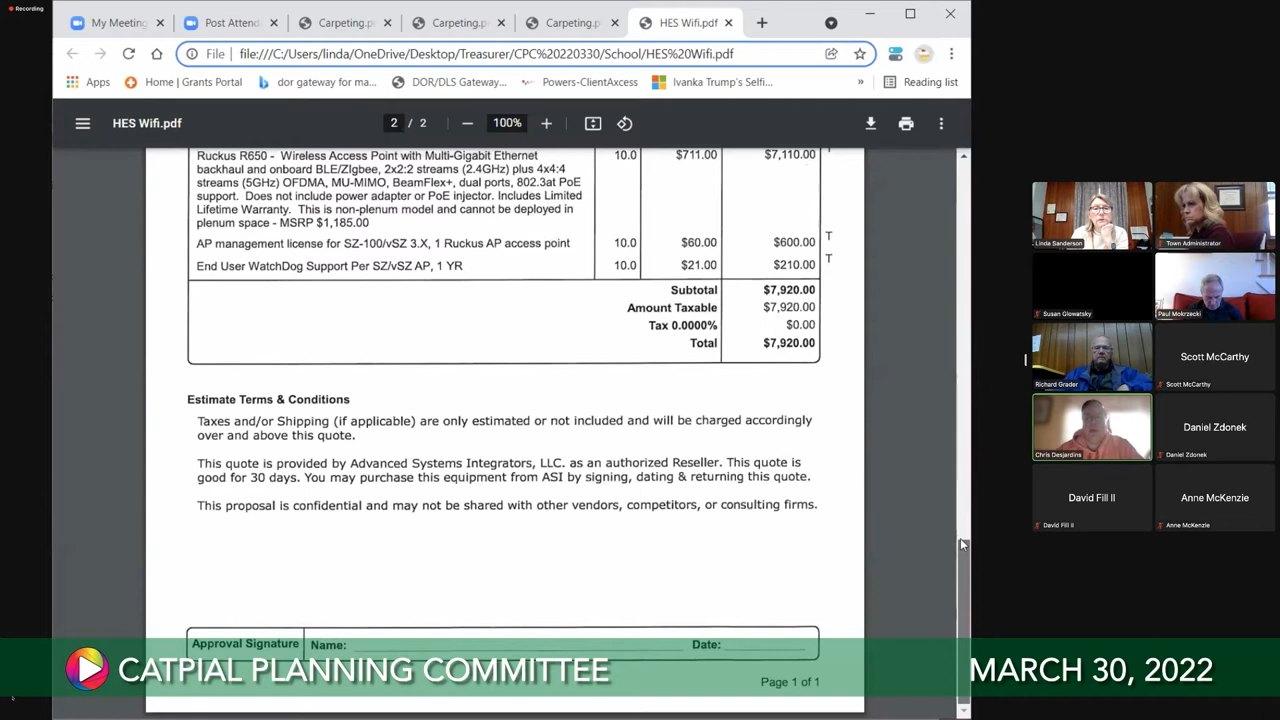 Recording
My Meeting
Post Attend
Carpeting.p
Carpeting.p
Carpeting.p
HES Wifi.pdf
File file:///C:/Users/linda/OneDrive/Desktop/Treasurer/CPC%20220330/School/HES%20Wifi.pdf
Apps Home | Grants Portal dor gateway for ma... DOR/DLS Gateway... Powers-ClientAxcess Ivanka Trump's Selfi... » Reading list
HES Wifi.pdf 2 / 2 100%
Ruckus R650 - Wireless Access Point with Multi-Gigabit Ethernet 10.0 $711.00 $7,110.00 T
backhaul and onboard BLE/ZIgbee, 2x2:2 streams (2.4GHz) plus 4x4:4
streams (5GHz) OFDMA, MU-MIMO, BeamFlex+, dual ports, 802.3at PoE
support. Does not include power adapter or PoE injector. Includes Limited
Lifetime Warranty. This is non-plenum model and cannot be deployed in
plenum space - MSRP $1,185.00
AP management license for SZ-100/vSZ 3.X, 1 Ruckus AP access point 10.0 $60.00 $600.00 T
End User WatchDog Support Per SZ/vSZ AP, 1 YR 10.0 $21.00 $210.00 T
Subtotal $7,920.00
Amount Taxable $7,920.00
Tax 0.0000% $0.00
Total $7,920.00
Estimate Terms & Conditions
Taxes and/or Shipping (if applicable) are only estimated or not included and will be charged accordingly
over and above this quote.
This quote is provided by Advanced Systems Integrators, LLC. as an authorized Reseller. This quote is
good for 30 days. You may purchase this equipment from ASI by signing, dating & returning this quote.
This proposal is confidential and may not be shared with other vendors, competitors, or consulting firms.
Approval Signature Name: Date:
Page 1 of 1
Linda Sanderson
Town Administrator
Susan Glowatsky
Paul Mokrzecki
Richard Grader
Scott McCarthy
Scott McCarthy
Chris Desjardins
Daniel Zdonek
Daniel Zdonek
David Fill II
David Fill II
Anne McKenzie
Anne McKenzie
CATPIAL PLANNING COMMITTEE
MARCH 30, 2022